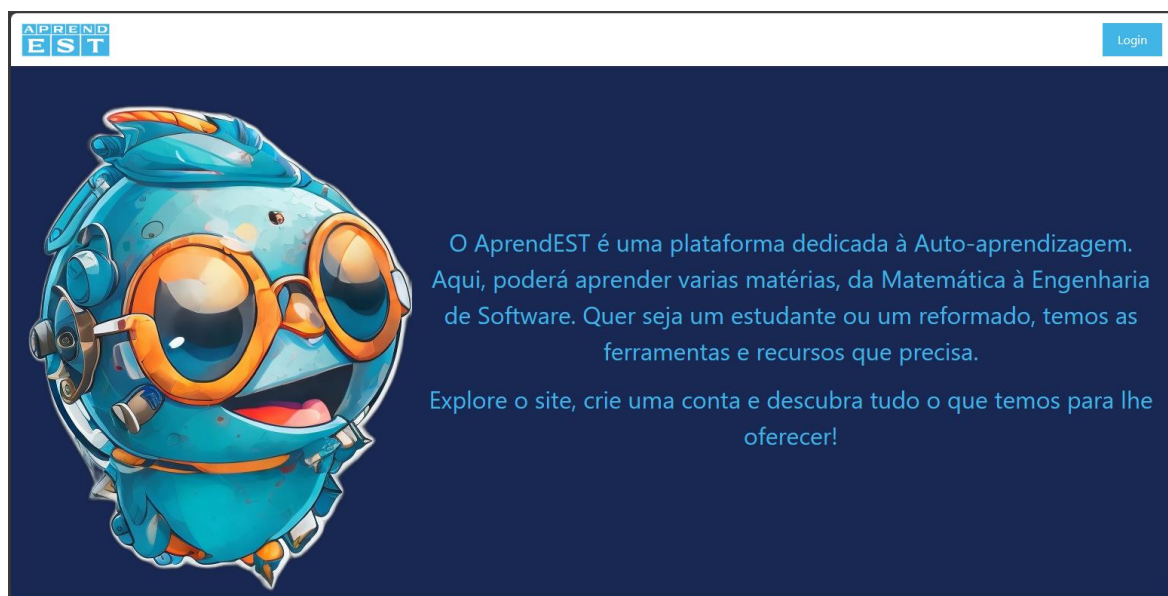 APREND
EST
Login
O AprendEST é uma plataforma dedicada à Auto-aprendizagem.
Aqui, poderá aprender varias matérias, da Matemática à Engenharia
de Software. Quer seja um estudante ou um reformado, temos as
ferramentas e recursos que precisa.
Explore o site, crie uma conta e descubra tudo o que temos para lhe
oferecer!